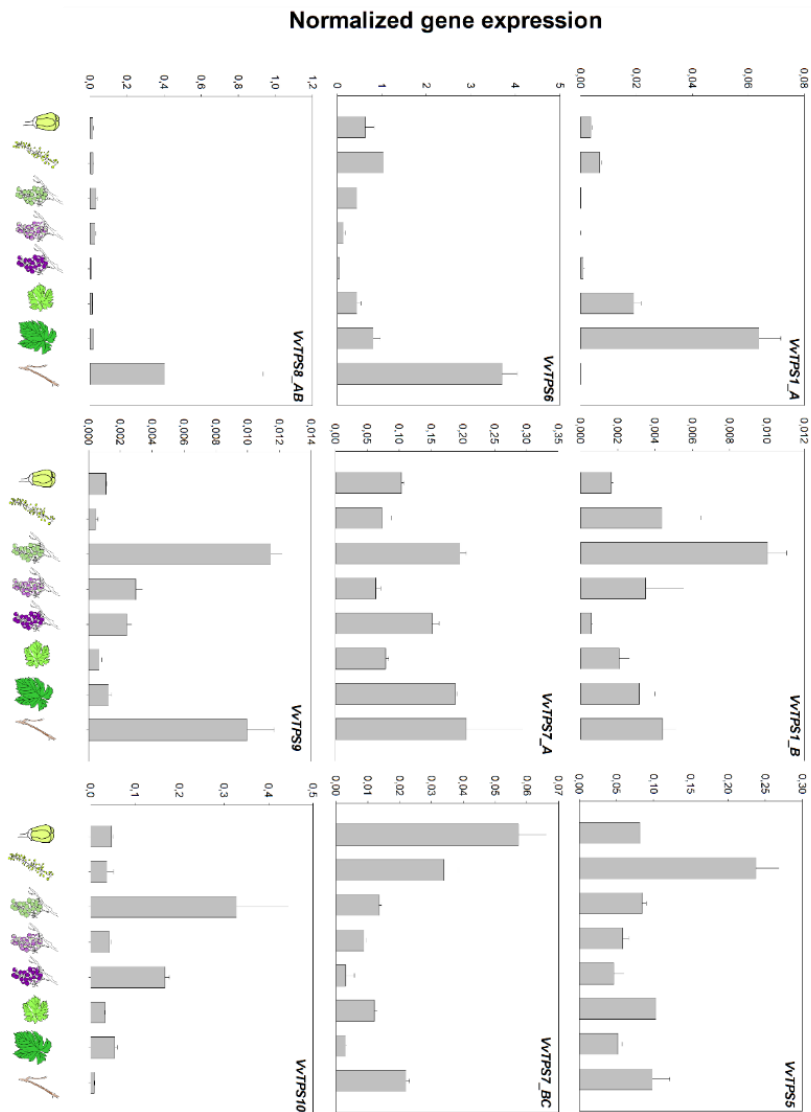 Normalized gene expression
0,0 0,2 0,4 0,6 0,8 1,0 1,2
VvTPS8_AB
0 1 2 3 4 5
VvTPS6
0,00 0,02 0,04 0,06 0,08
VvTPS1_A
0,000 0,002 0,004 0,006 0,008 0,010 0,012 0,014
VvTPS9
0,00 0,05 0,10 0,15 0,20 0,25 0,30 0,35
VvTPS7_A
0,000 0,002 0,004 0,006 0,008 0,010 0,012
VvTPS1_B
0,0 0,1 0,2 0,3 0,4 0,5
VvTPS10
0,00 0,01 0,02 0,03 0,04 0,05 0,06 0,07
VvTPS7_BC
0,00 0,05 0,10 0,15 0,20 0,25 0,30
VvTPS5